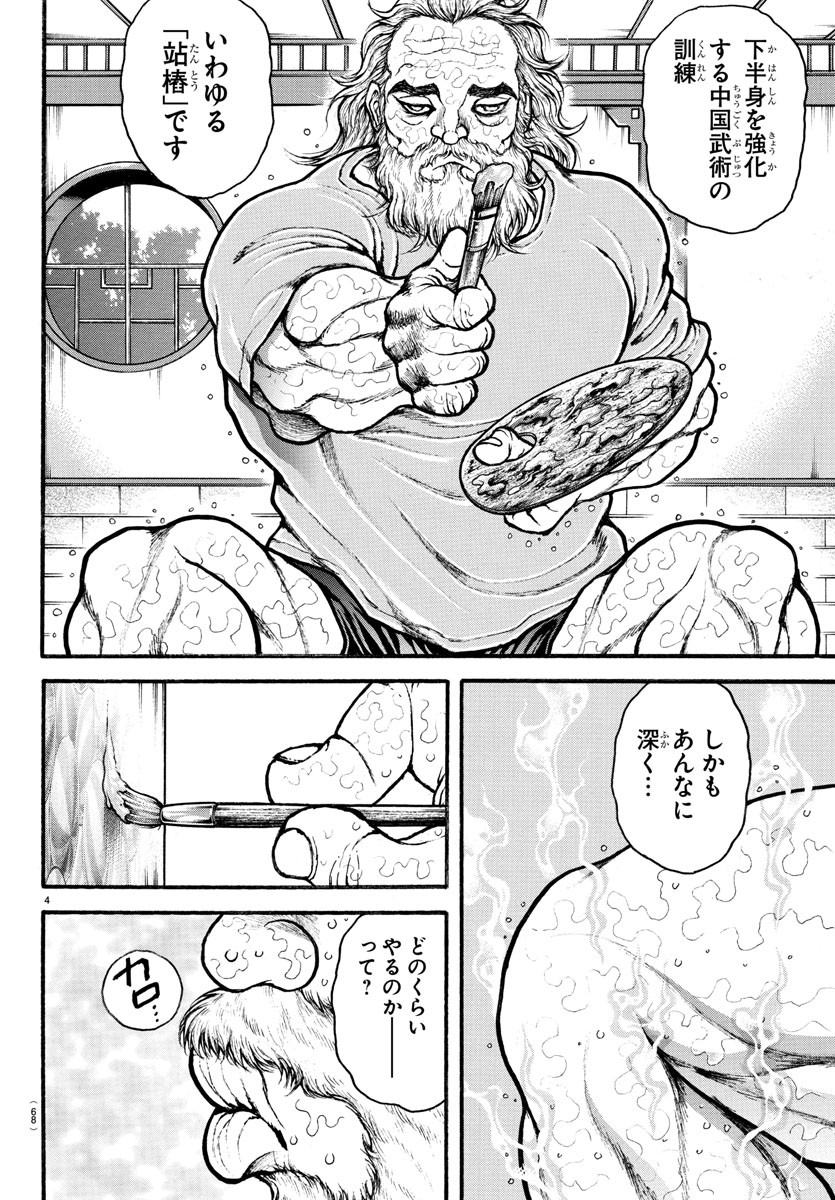 下半身を強化
する中国武術の
訓練
いわゆる
「站樁」です
しかも
あんなに
深く…
どのくらい
やるのか――
って？
カロ…
4
(68)